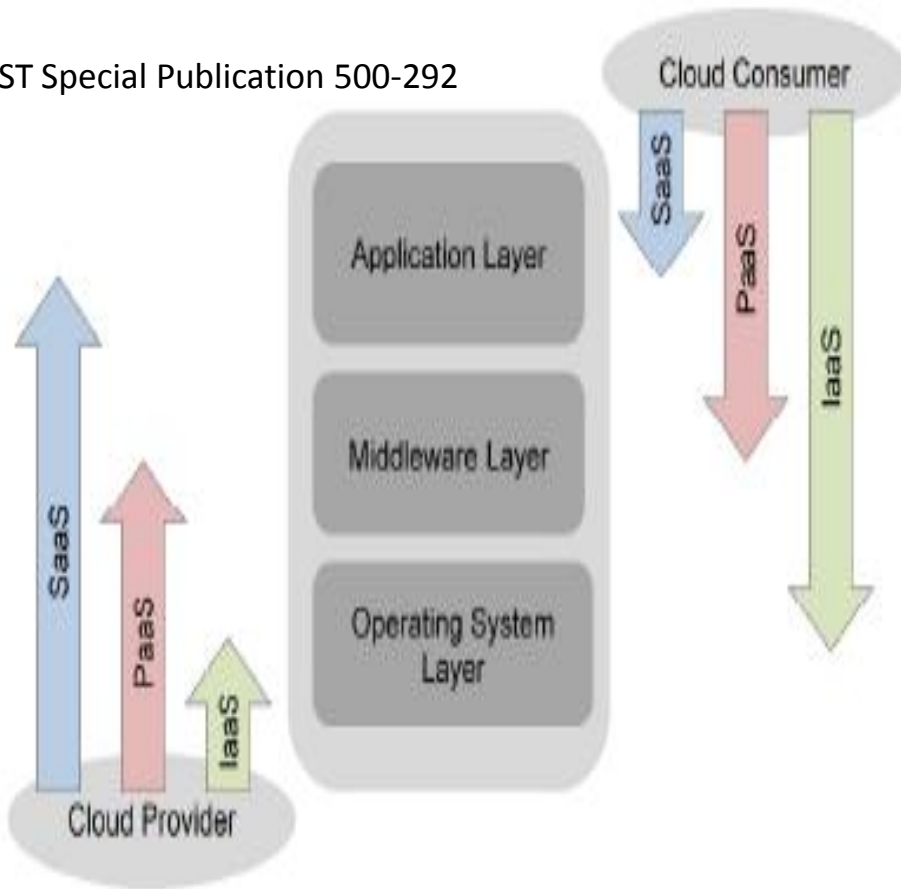 ST Special Publication 500-292
Cloud Consumer
SaaS
PaaS
IaaS
Application Layer
Middleware Layer
Operating System
Layer
SaaS
PaaS
IaaS
Cloud Provider